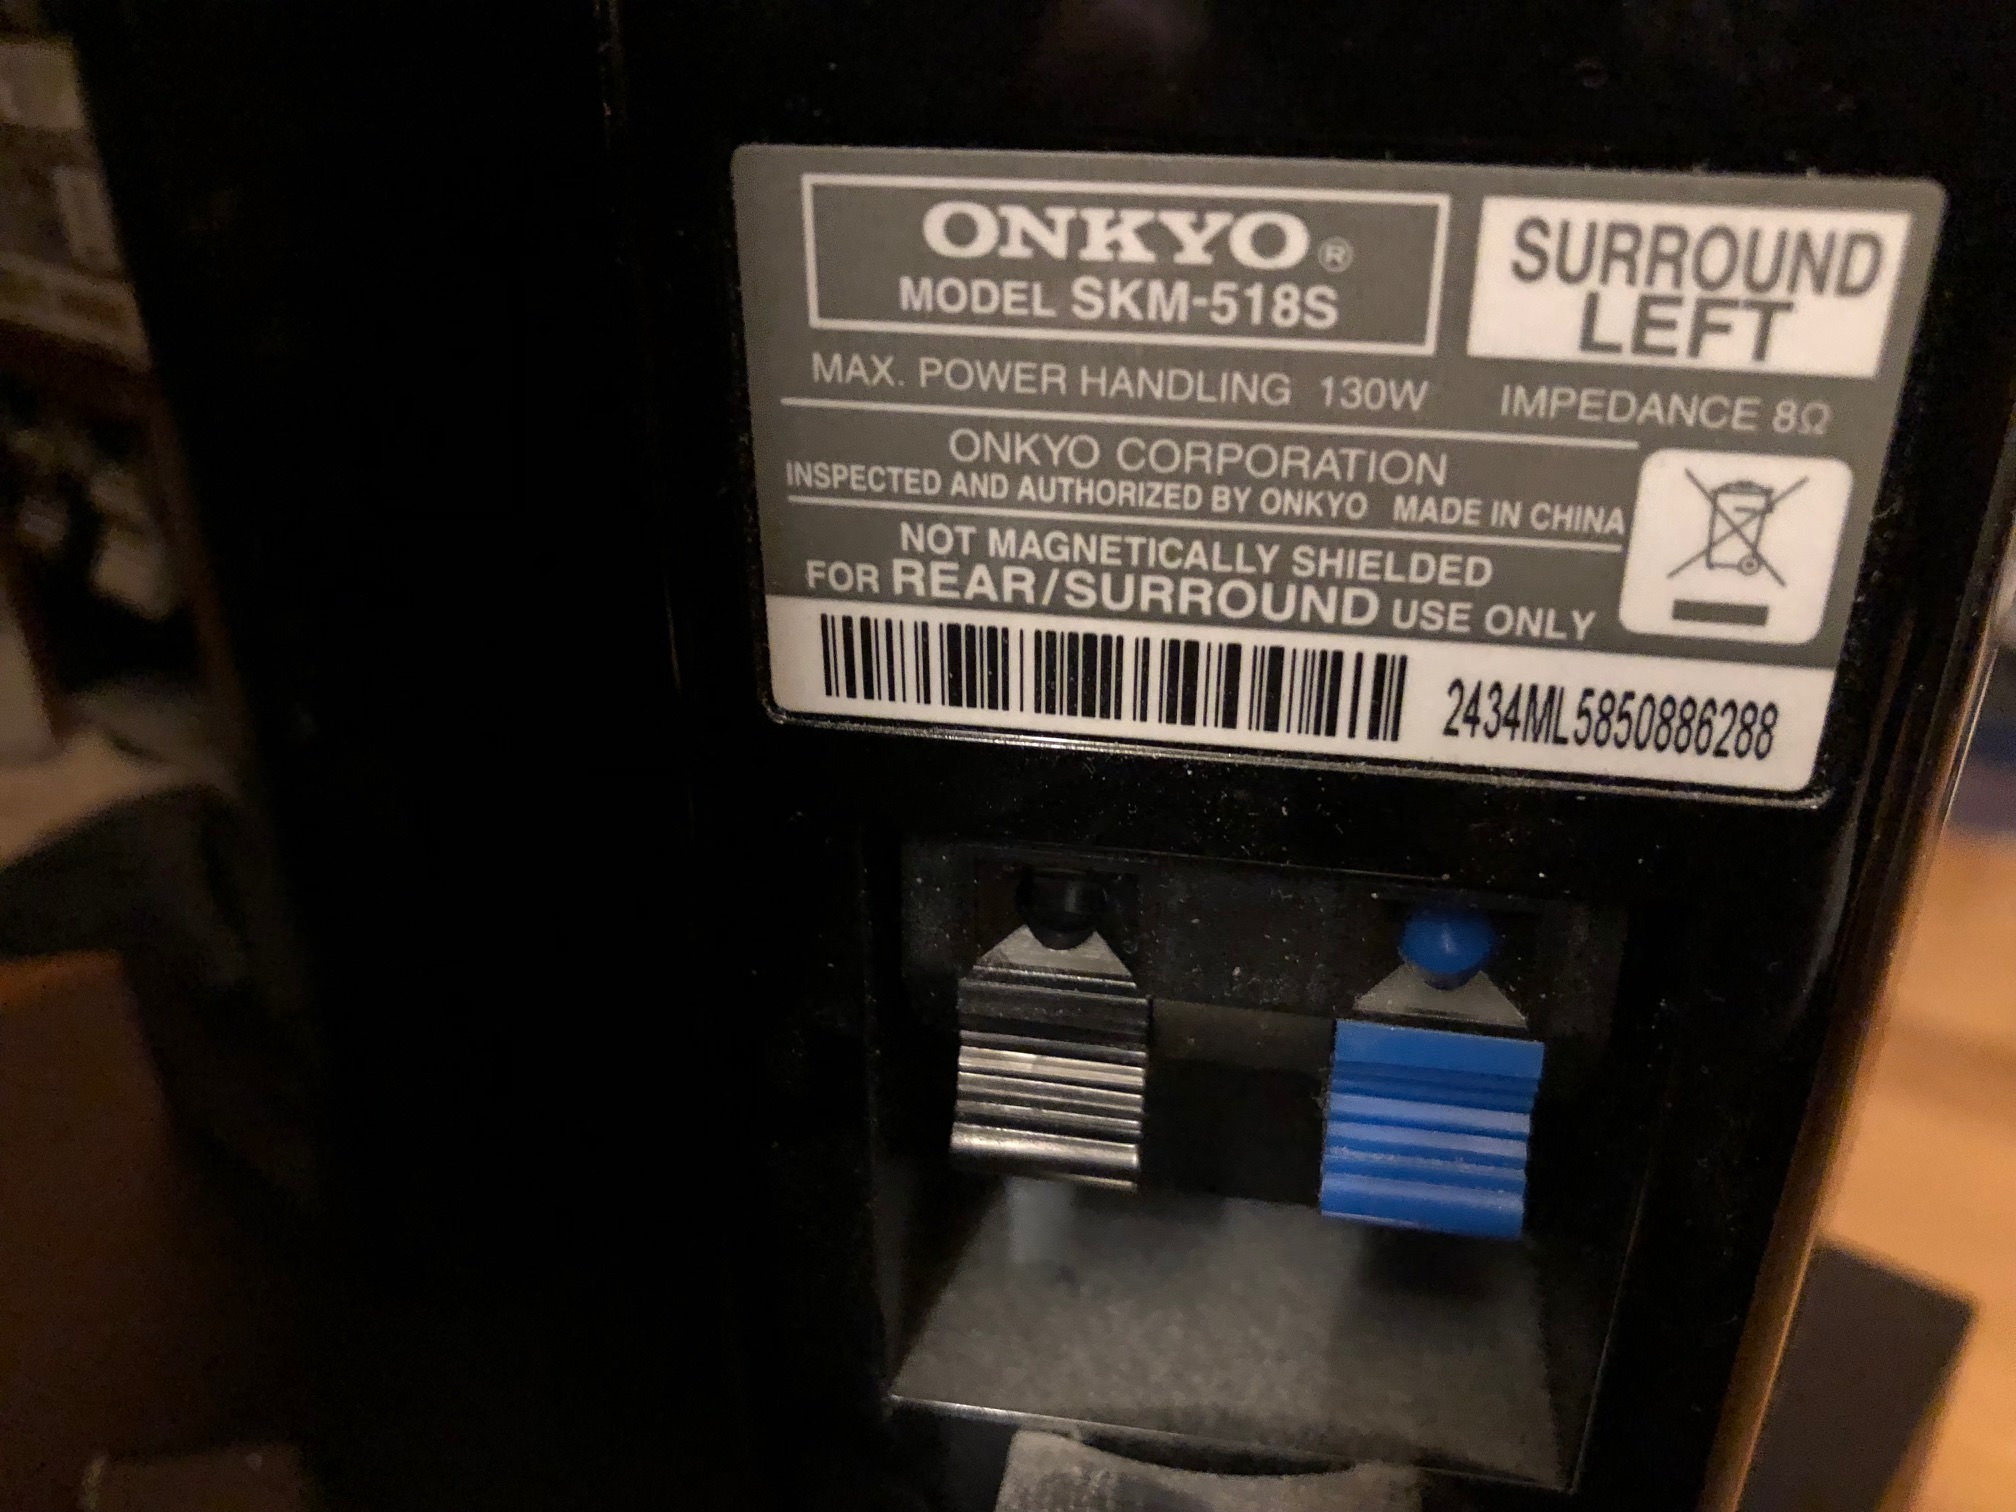 ONKYO®
MODEL SKM-518S
SURROUND
LEFT
MAX. POWER HANDLING 130W IMPEDANCE 8Ω
ONKYO CORPORATION
INSPECTED AND AUTHORIZED BY ONKYO MADE IN CHINA
NOT MAGNETICALLY SHIELDED
FOR REAR/SURROUND USE ONLY
2434ML5850886288